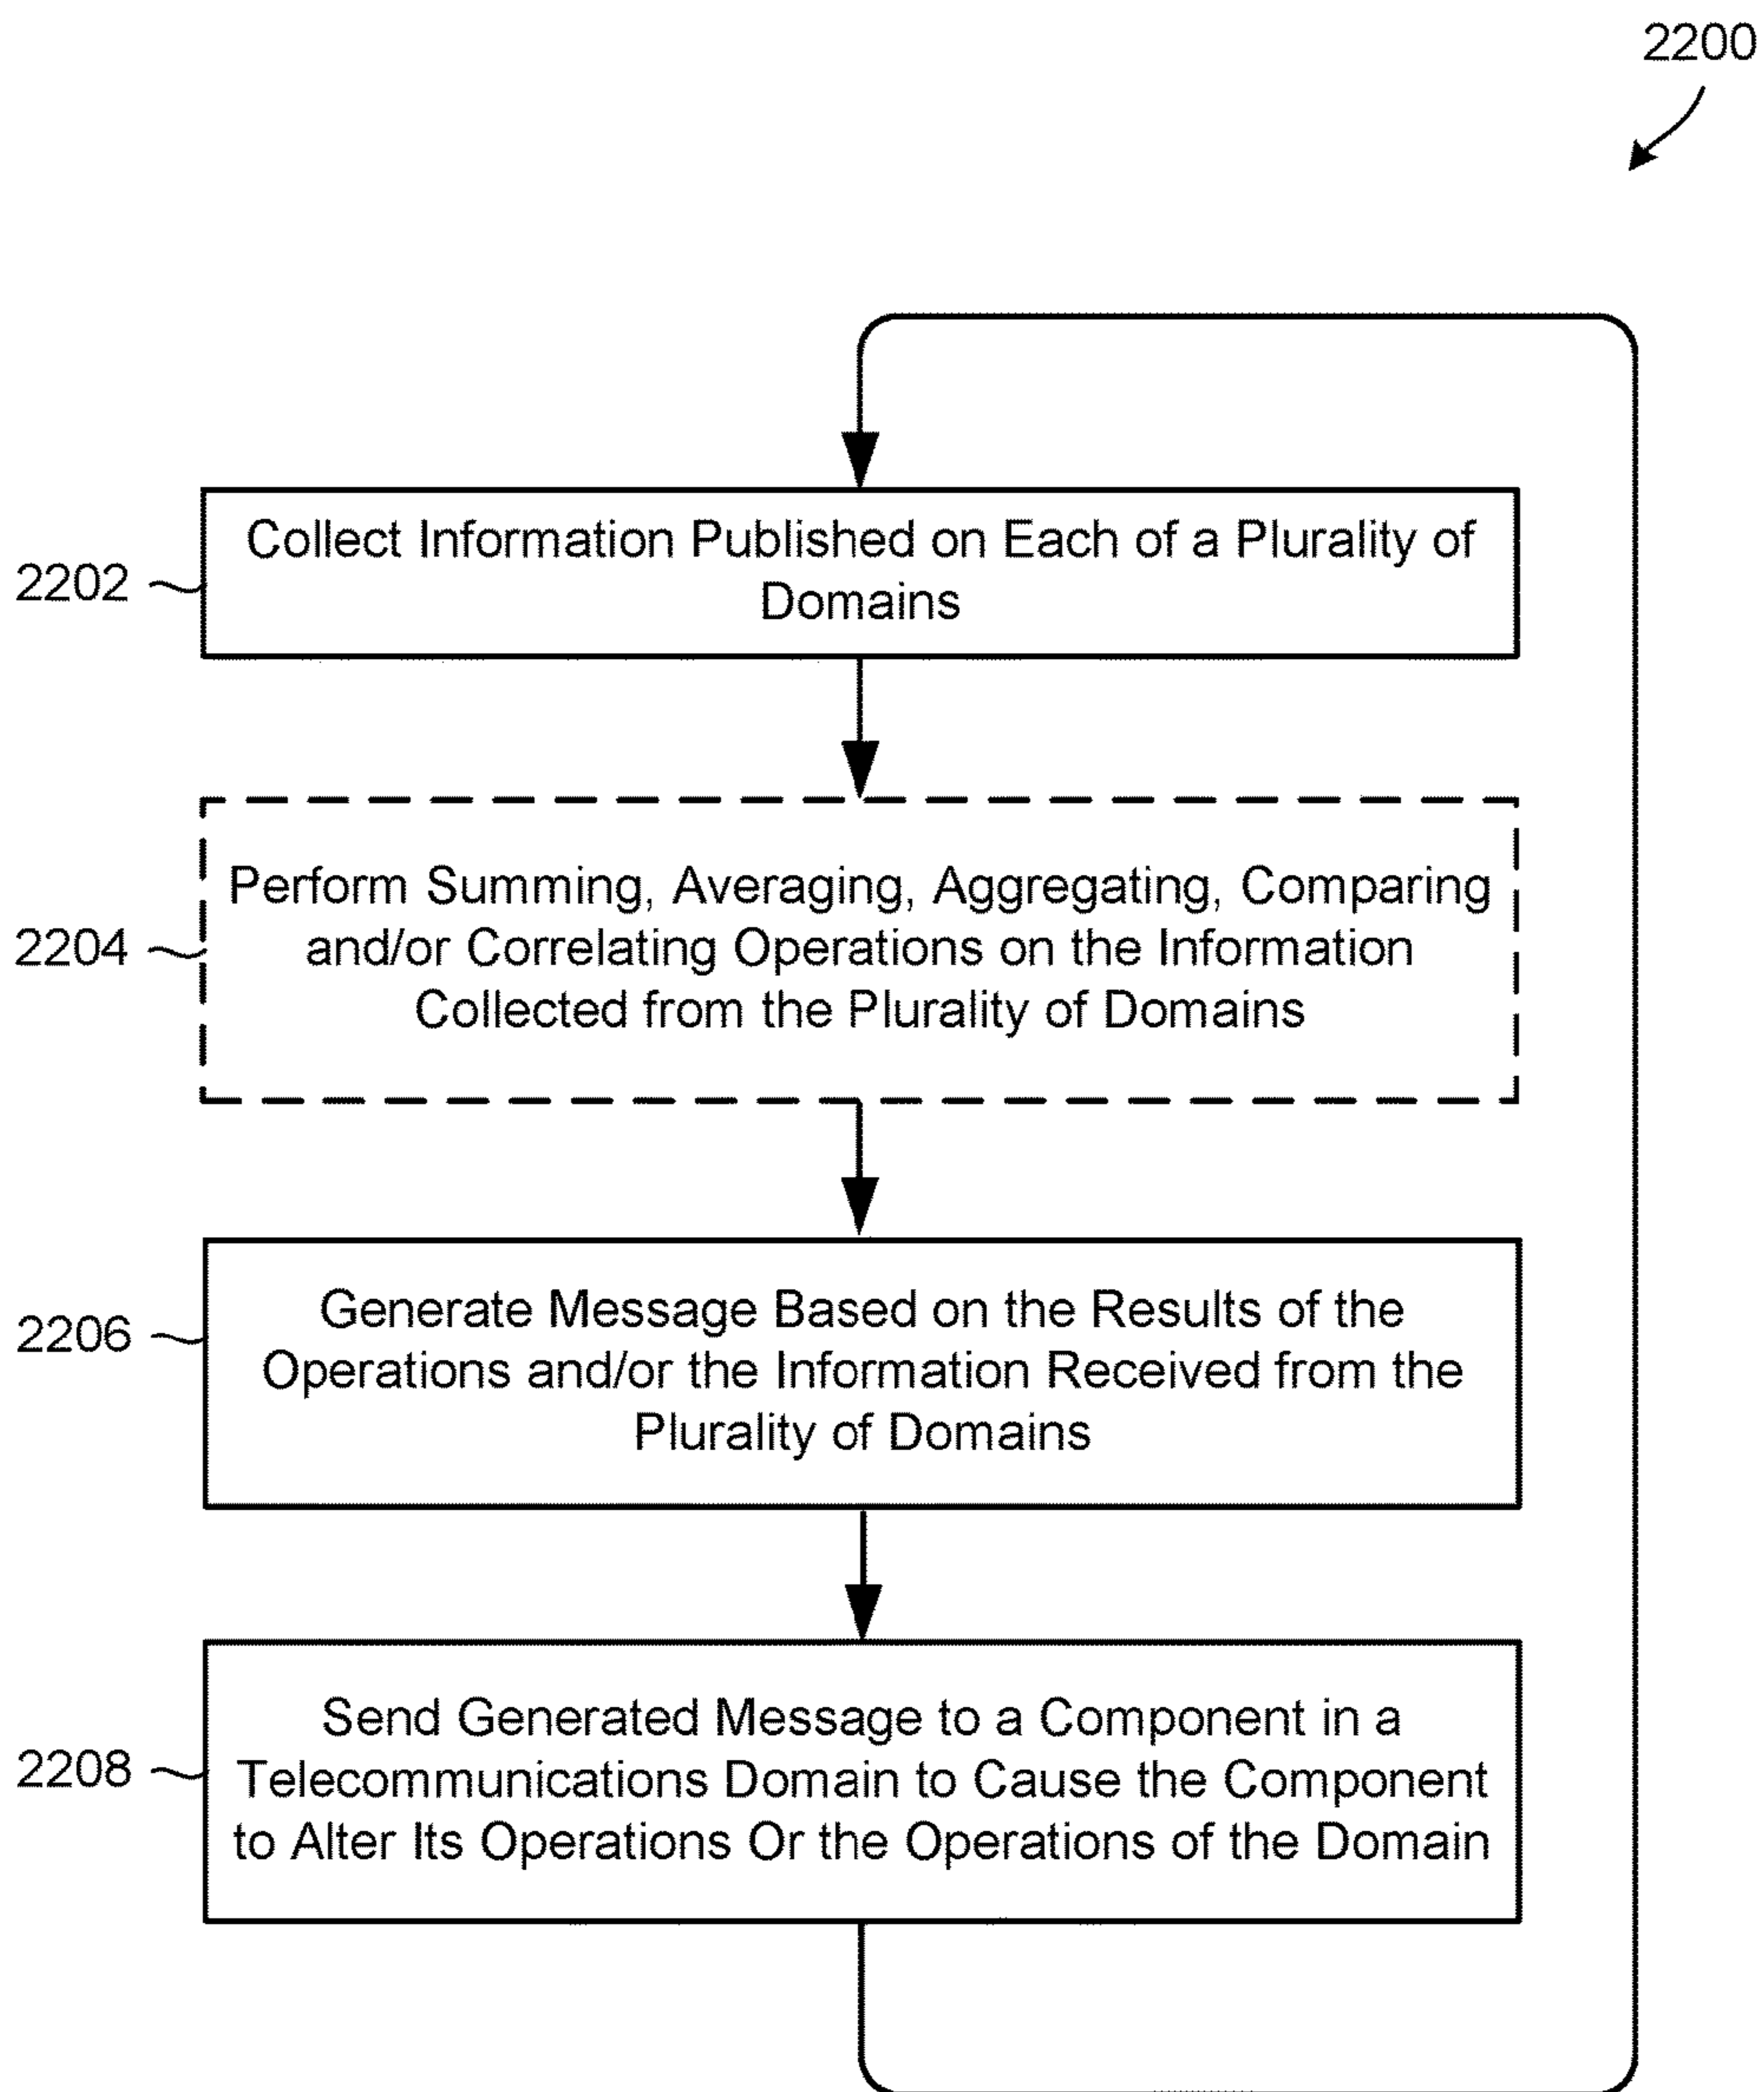 2200
Collect Information Published on Each of a Plurality of
Domains
2202
Perform Summing, Averaging, Aggregating, Comparing
and/or Correlating Operations on the Information
Collected from the Plurality of Domains
2204
Generate Message Based on the Results of the
Operations and/or the Information Received from the
Plurality of Domains
2206
Send Generated Message to a Component in a
Telecommunications Domain to Cause the Component
to Alter Its Operations Or the Operations of the Domain
2208